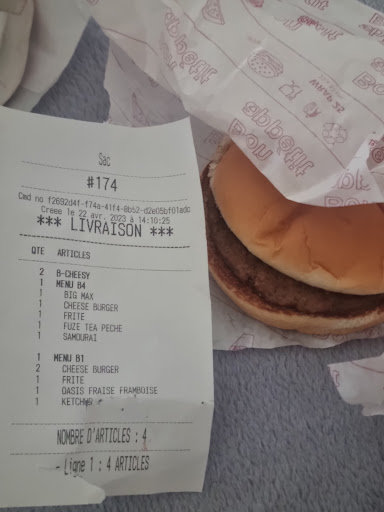 Sac
#174
Cmd no f2692d4f-f74a-41f4-8b52-d2e05bf01adc
Creee le 22 avr. 2023 à 14:10:25
*** LIVRAISON ***
QTE ARTICLES
2 B-CHEESY
1 MENU B4
1 BIG MAX
1 CHEESE BURGER
1 FRITE
1 FUZE TEA PECHE
1 SAMOURAI
1 MENU B1
2 CHEESE BURGER
1 FRITE
1 OASIS FRAISE FRAMBOISE
1 KETCHUP
NOMBRE D'ARTICLES : 4
- Ligne 1 : 4 ARTICLES